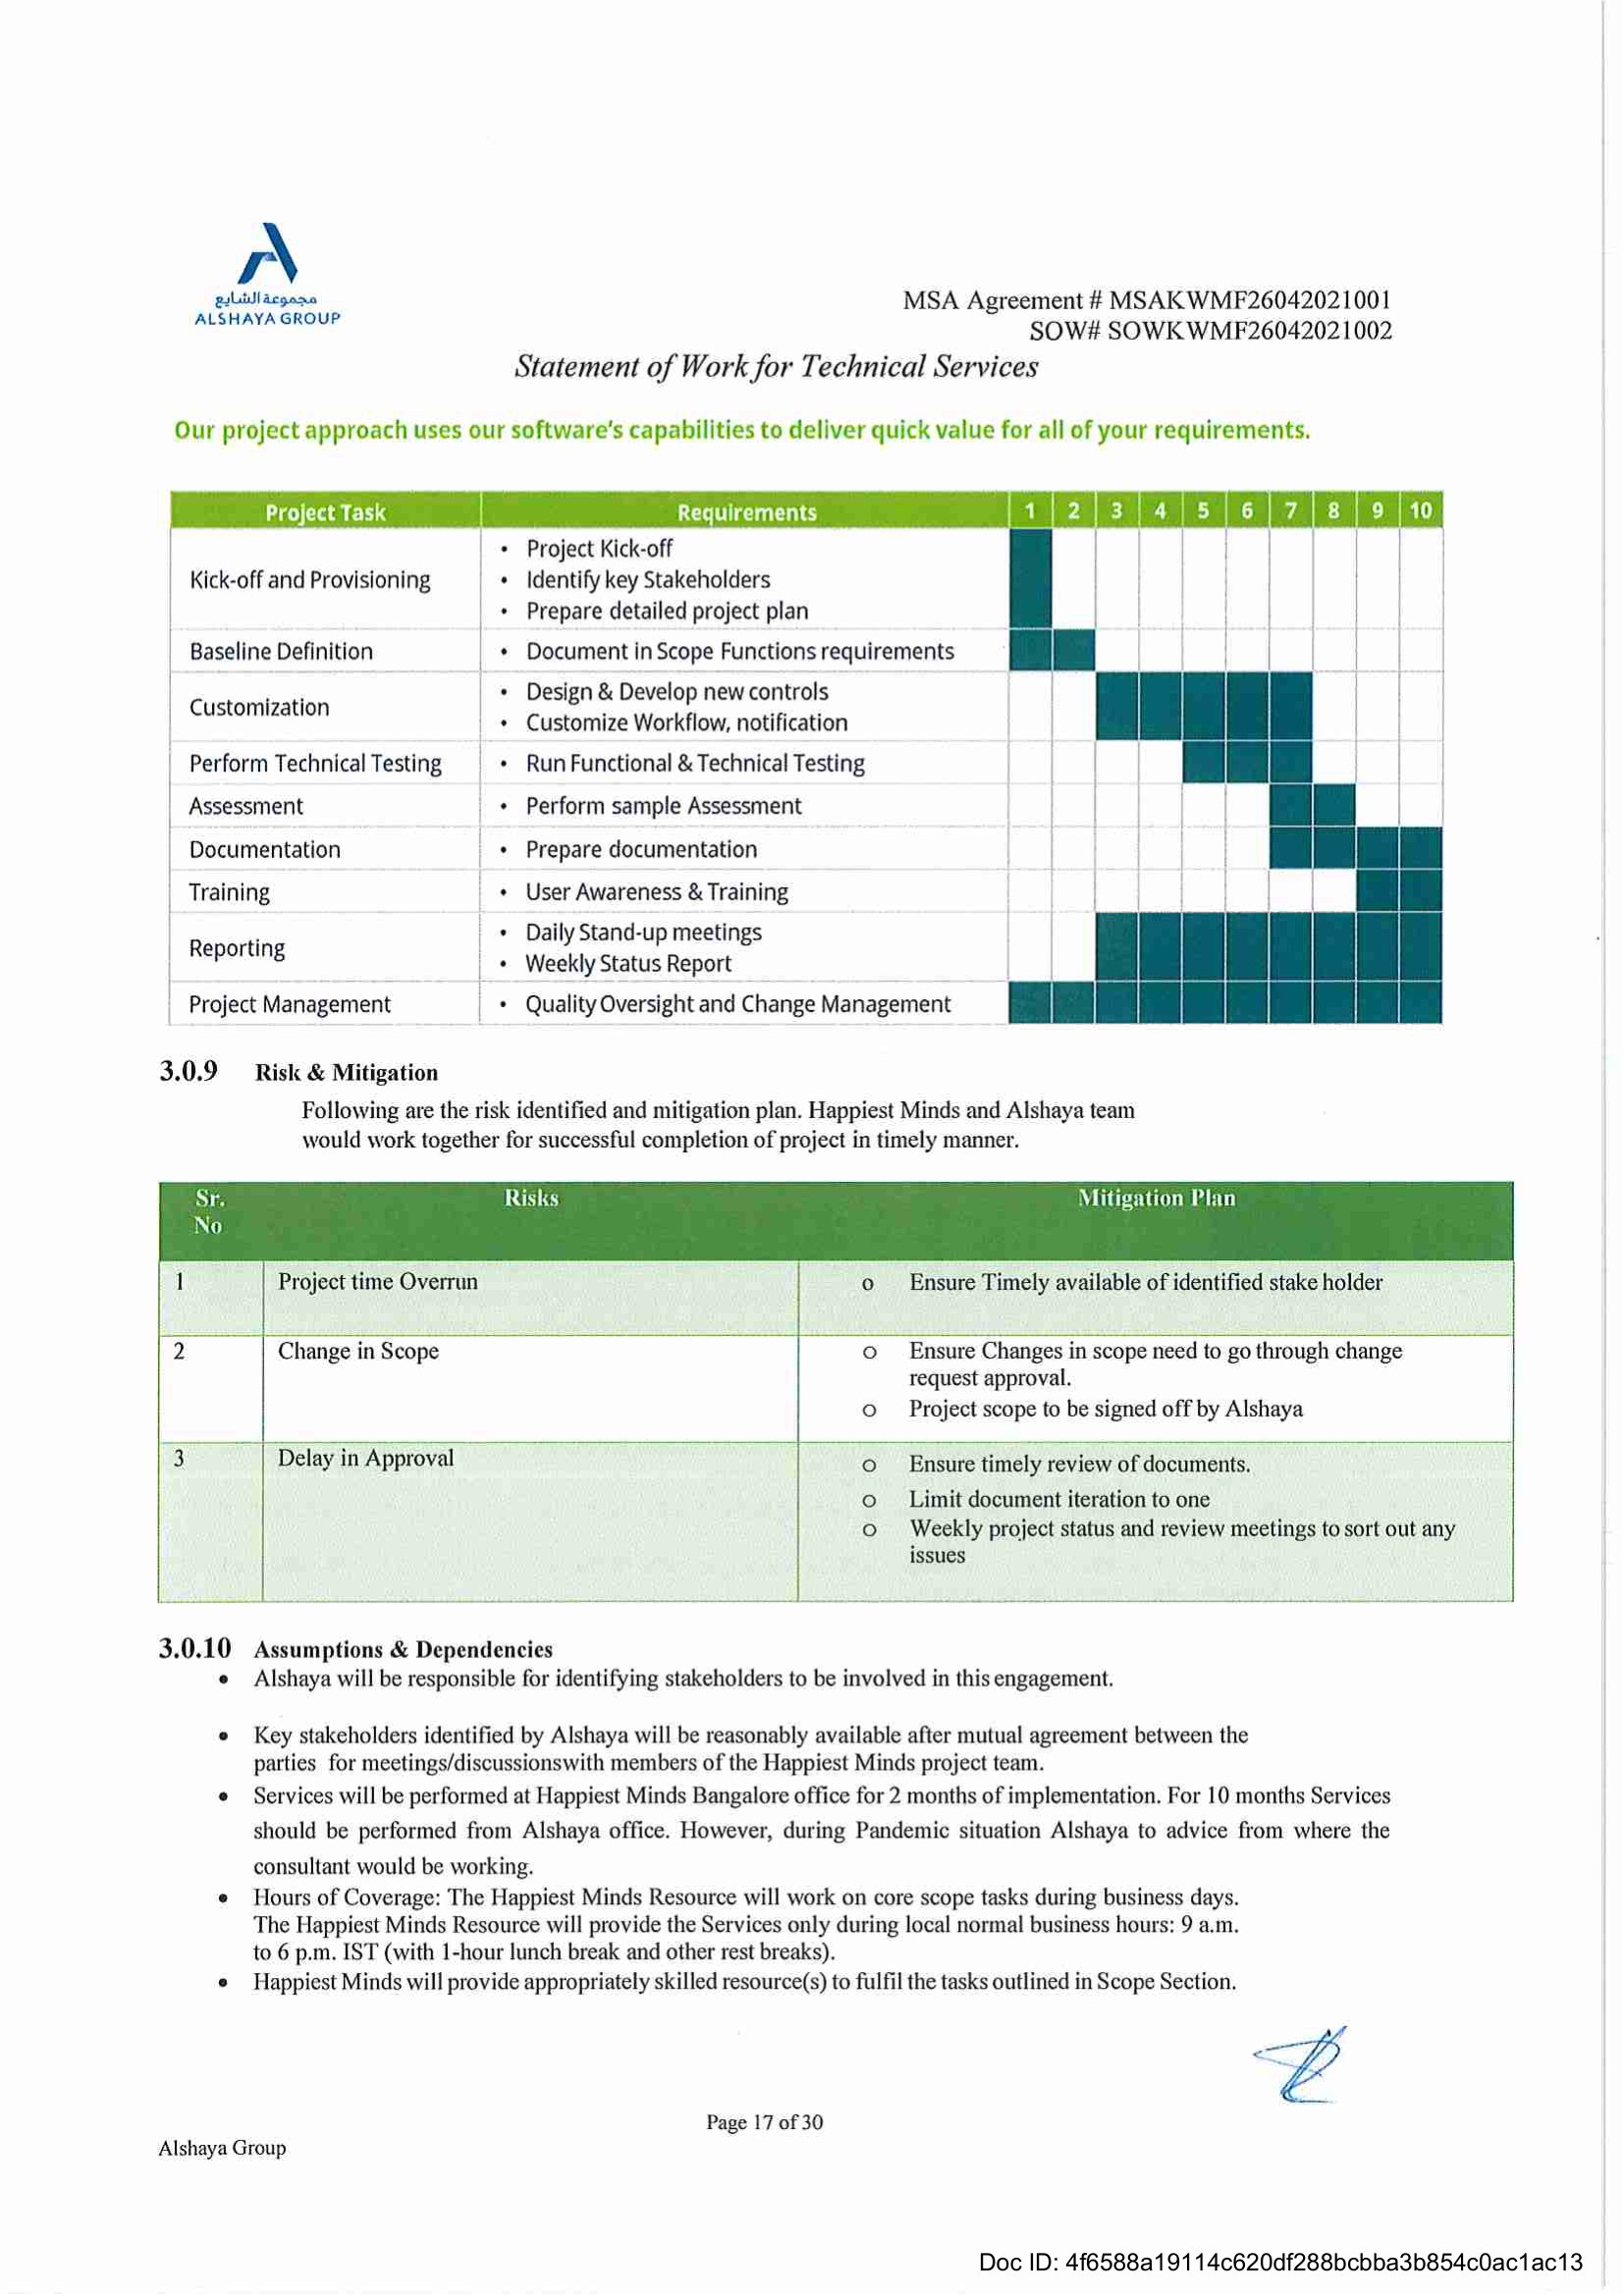 مجموعة الشايع
ALSHAYA GROUP
MSA Agreement # MSAKWMF26042021001
SOW# SOWKWMF26042021002
Statement of Work for Technical Services
Our project approach uses our software's capabilities to deliver quick value for all of your requirements.
Project Task Requirements 1 2 3 4 5 6 7 8 9 10
Kick-off and Provisioning
• Project Kick-off
• Identify key Stakeholders
• Prepare detailed project plan
Baseline Definition • Document in Scope Functions requirements
Customization
• Design & Develop new controls
• Customize Workflow, notification
Perform Technical Testing • Run Functional & Technical Testing
Assessment • Perform sample Assessment
Documentation • Prepare documentation
Training • User Awareness & Training
Reporting
• Daily Stand-up meetings
• Weekly Status Report
Project Management • Quality Oversight and Change Management
3.0.9 Risk & Mitigation
Following are the risk identified and mitigation plan. Happiest Minds and Alshaya team
would work together for successful completion of project in timely manner.
Sr. Risks Mitigation Plan
No
1 Project time Overrun o Ensure Timely available of identified stake holder
2 Change in Scope o Ensure Changes in scope need to go through change
request approval.
o Project scope to be signed off by Alshaya
3 Delay in Approval o Ensure timely review of documents.
o Limit document iteration to one
o Weekly project status and review meetings to sort out any
issues
3.0.10 Assumptions & Dependencies
• Alshaya will be responsible for identifying stakeholders to be involved in this engagement.
• Key stakeholders identified by Alshaya will be reasonably available after mutual agreement between the
parties for meetings/discussionswith members of the Happiest Minds project team.
• Services will be performed at Happiest Minds Bangalore office for 2 months of implementation. For 10 months Services
should be performed from Alshaya office. However, during Pandemic situation Alshaya to advice from where the
consultant would be working.
• Hours of Coverage: The Happiest Minds Resource will work on core scope tasks during business days.
The Happiest Minds Resource will provide the Services only during local normal business hours: 9 a.m.
to 6 p.m. IST (with 1-hour lunch break and other rest breaks).
• Happiest Minds will provide appropriately skilled resource(s) to fulfil the tasks outlined in Scope Section.
Page 17 of 30
Alshaya Group
Doc ID: 4f6588a19114c620df288bcbba3b854c0ac1ac13